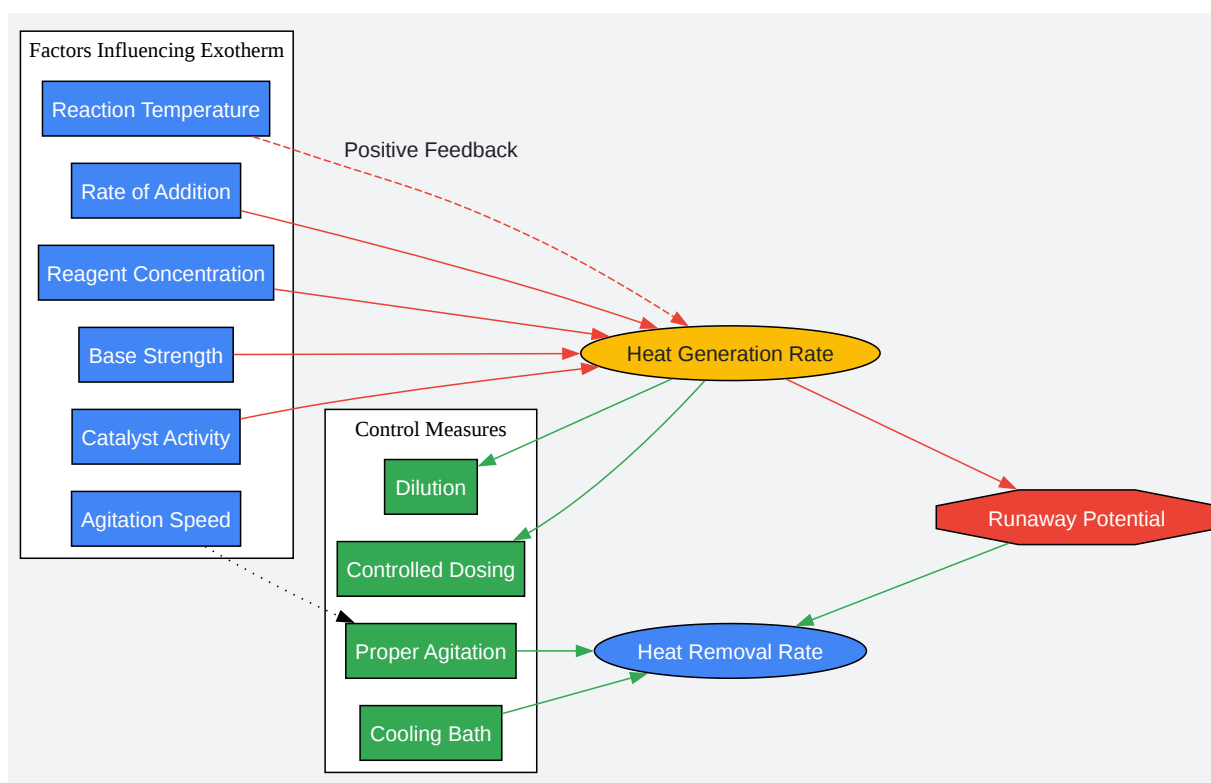 Factors Influencing Exotherm
Reaction Temperature
Positive Feedback
Rate of Addition
Reagent Concentration
Base Strength
Heat Generation Rate
Catalyst Activity
Control Measures
Dilution
Agitation Speed
Runaway Potential
Controlled Dosing
Proper Agitation
Heat Removal Rate
Cooling Bath